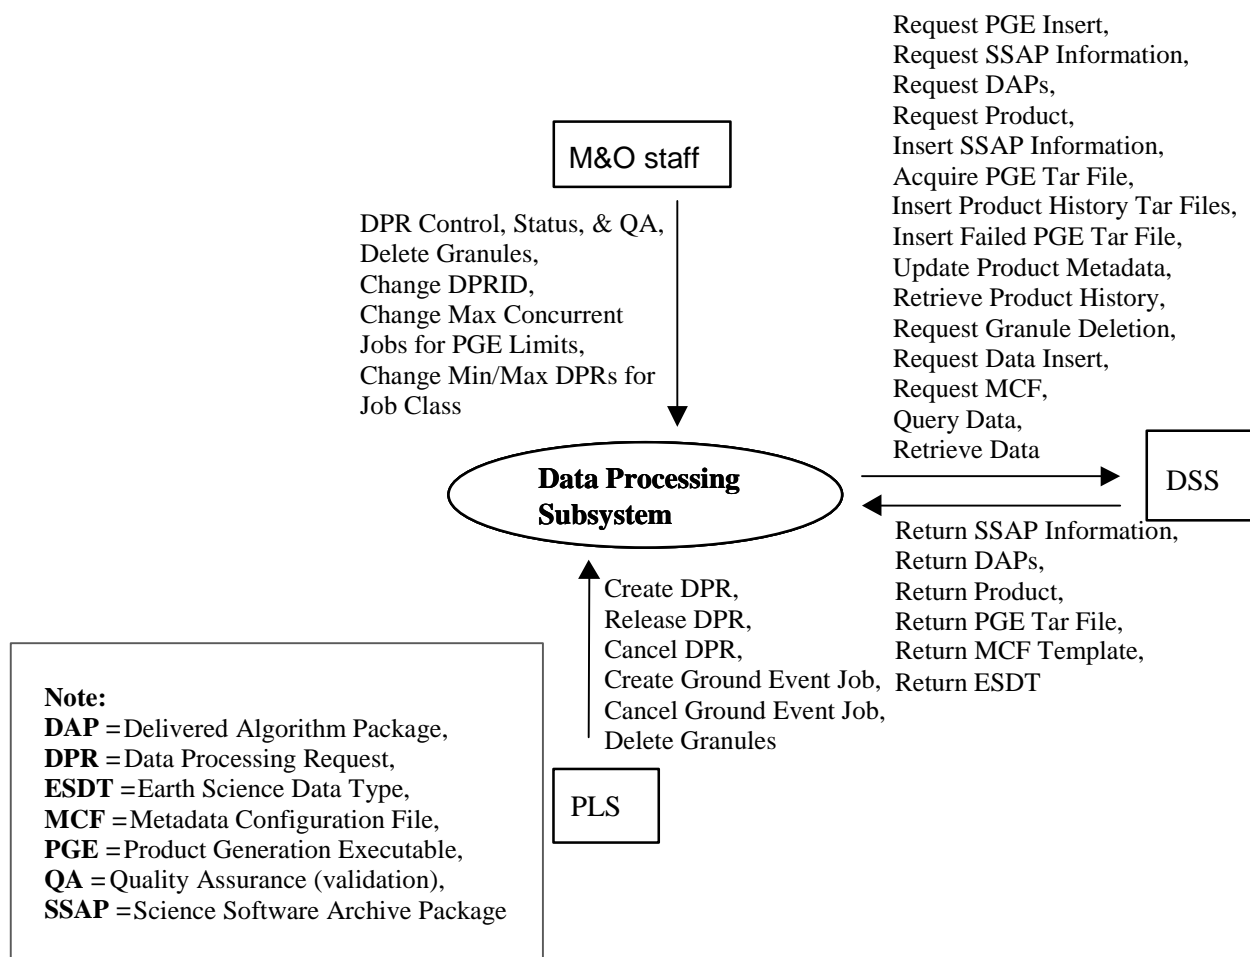 Request PGE Insert,
Request SSAP Information,
Request DAPs,
Request Product,
Insert SSAP Information,
Acquire PGE Tar File,
Insert Product History Tar Files,
Insert Failed PGE Tar File,
Update Product Metadata,
Retrieve Product History,
Request Granule Deletion,
Request Data Insert,
Request MCF,
Query Data,
Retrieve Data
M&O staff
DPR Control, Status, & QA,
Delete Granules,
Change DPRID,
Change Max Concurrent
Jobs for PGE Limits,
Change Min/Max DPRs for
Job Class
Data Processing
Subsystem
DSS
Return SSAP Information,
Return DAPs,
Return Product,
Return PGE Tar File,
Return MCF Template,
Return ESDT
Create DPR,
Release DPR,
Cancel DPR,
Create Ground Event Job,
Cancel Ground Event Job,
Delete Granules
PLS
Note:
DAP =Delivered Algorithm Package,
DPR =Data Processing Request,
ESDT =Earth Science Data Type,
MCF =Metadata Configuration File,
PGE =Product Generation Executable,
QA =Quality Assurance (validation),
SSAP =Science Software Archive Package